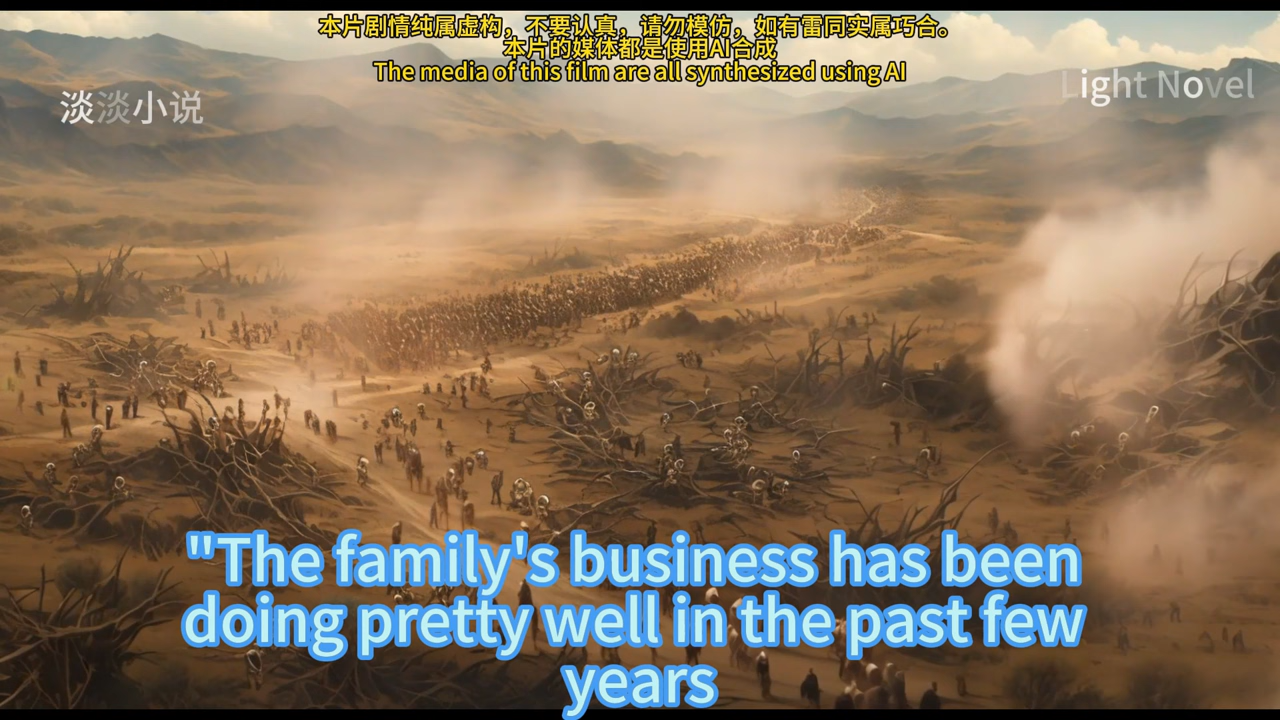 本片剧情纯属虚构，不要认真，请勿模仿，如有雷同实属巧合。
本片的媒体都是使用AI合成
The media of this film are all synthesized using AI
淡淡小说
Light Novel
"The family's business has been
doing pretty well in the past few
years